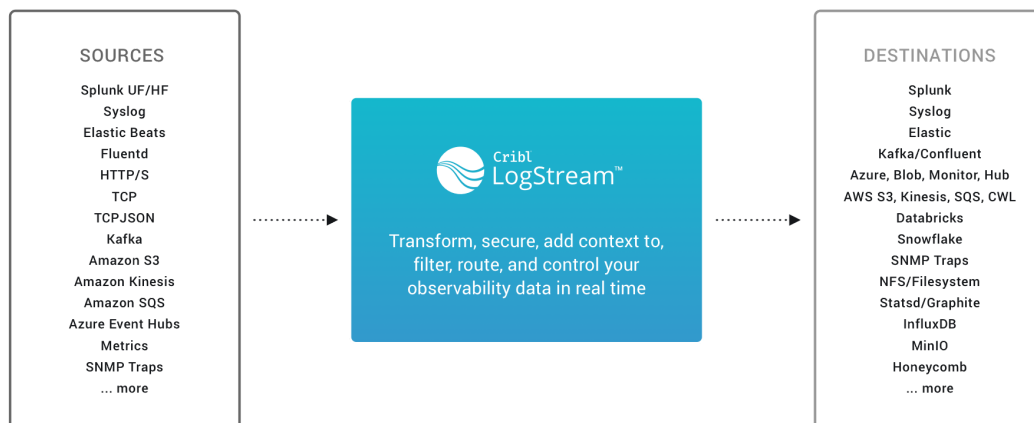 SOURCES
Splunk UF/HF
Syslog
Elastic Beats
Fluentd
HTTP/S
TCP
TCPJSON
Kafka
Amazon S3
Amazon Kinesis
Amazon SQS
Azure Event Hubs
Metrics
SNMP Traps
... more
Cribl
LogStream™
Transform, secure, add context to,
filter, route, and control your
observability data in real time
DESTINATIONS
Splunk
Syslog
Elastic
Kafka/Confluent
Azure, Blob, Monitor, Hub
AWS S3, Kinesis, SQS, CWL
Databricks
Snowflake
SNMP Traps
NFS/Filesystem
Statsd/Graphite
InfluxDB
MinIO
Honeycomb
... more